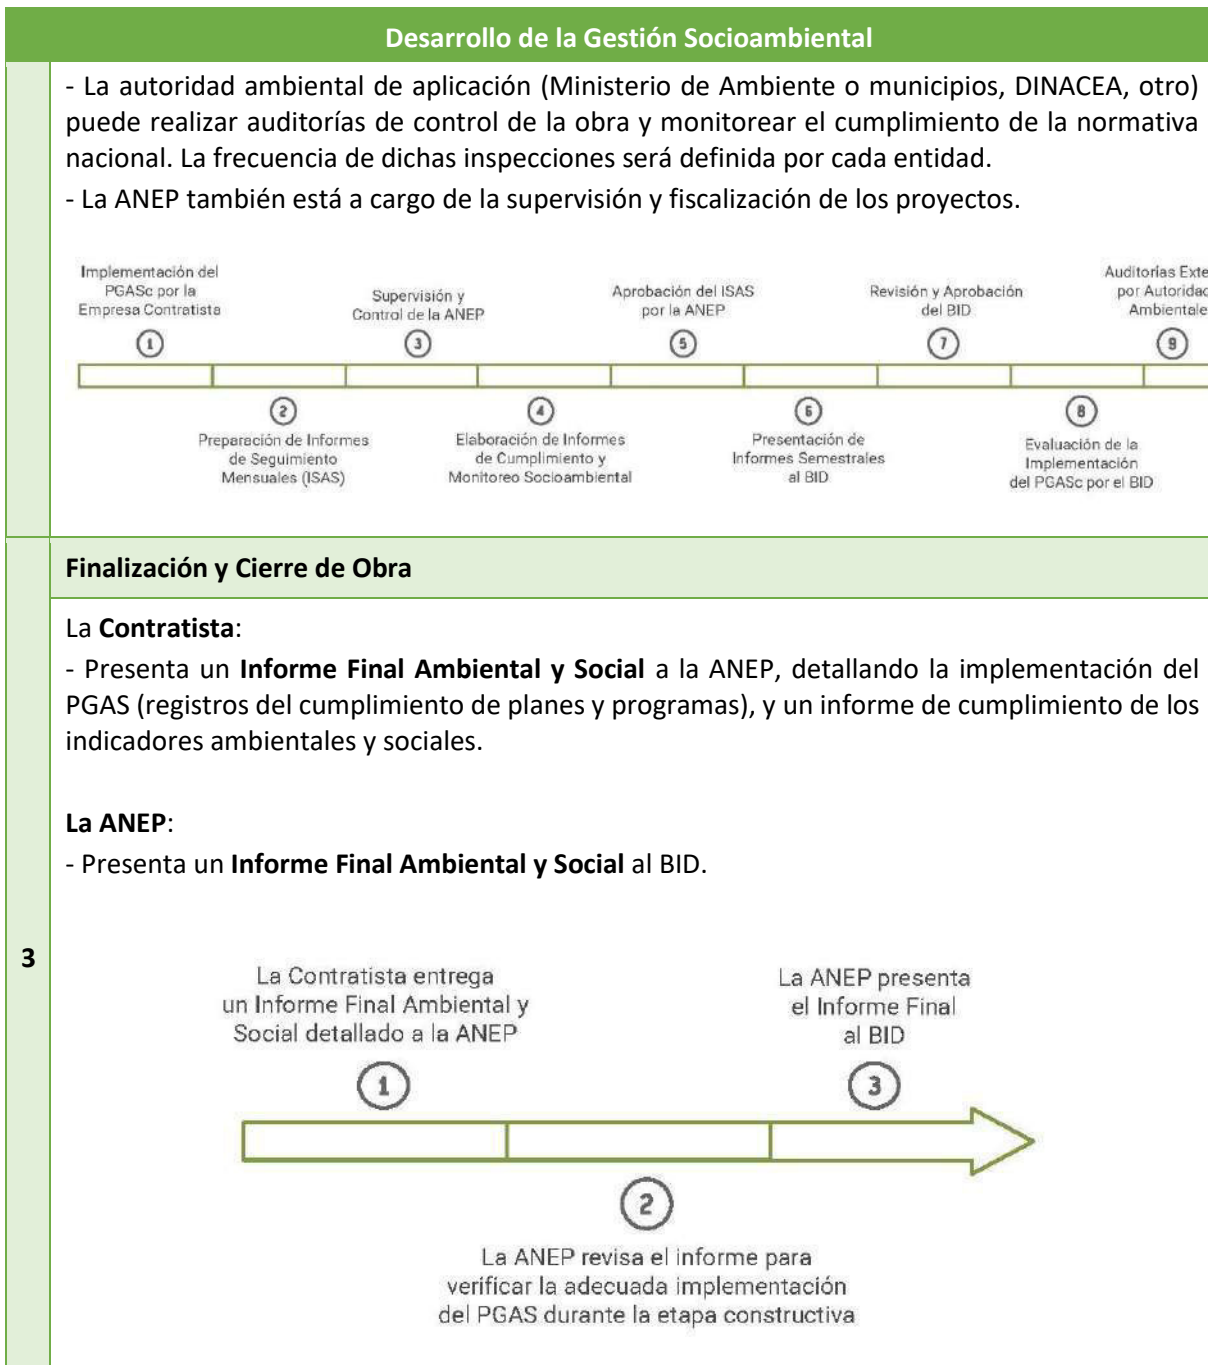 Desarrollo de la Gestión Socioambiental
- La autoridad ambiental de aplicación (Ministerio de Ambiente o municipios, DINACEA, otro)
puede realizar auditorías de control de la obra y monitorear el cumplimiento de la normativa
nacional. La frecuencia de dichas inspecciones será definida por cada entidad.
- La ANEP también está a cargo de la supervisión y fiscalización de los proyectos.
Implementación del
PGASc por la
Empresa Contratista
1
Preparación de Informes
de Seguimiento
Mensuales (ISAS)
2
Supervisión y
Control de la ANEP
3
Elaboración de Informes
de Cumplimiento y
Monitoreo Socioambiental
4
Aprobación del ISAS
por la ANEP
5
Presentación de
Informes Semestrales
al BID
6
Revisión y Aprobación
del BID
7
Evaluación de la
Implementación
del PGASc por el BID
8
Auditorías
por
9
Finalización y Cierre de Obra
La Contratista:
- Presenta un Informe Final Ambiental y Social a la ANEP, detallando la implementación del
PGAS (registros del cumplimiento de planes y programas), y un informe de cumplimiento de los
indicadores ambientales y sociales.
La ANEP:
- Presenta un Informe Final Ambiental y Social al BID.
3
La Contratista entrega
un Informe Final Ambiental y
Social detallado a la ANEP
1
La ANEP revisa el informe para
verificar la adecuada implementación
del PGAS durante la etapa constructiva
2
La ANEP presenta
el Informe Final
al BID
3